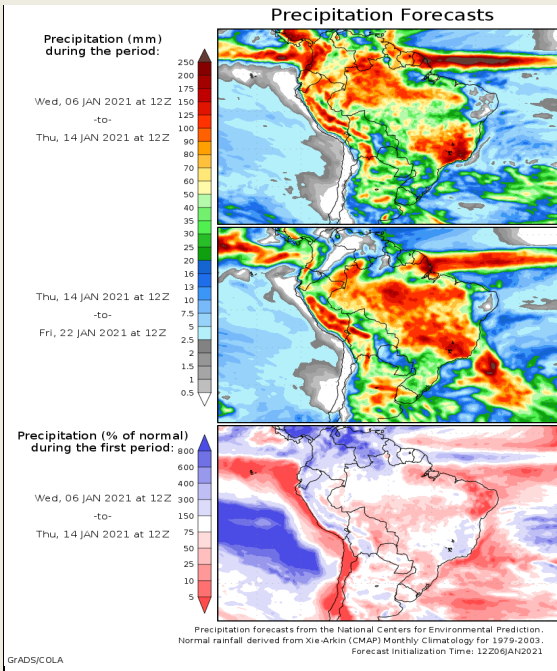 Precipitation Forecasts
Precipitation (mm)
during the period:
Wed, 06 JAN 2021 at 12Z
-to-
Thu, 14 JAN 2021 at 12Z
250
200
175
150
125
100
90
80
70
60
50
40
35
30
25
20
16
13
10
7.5
5
2.5
2
1.5
1
0.5
Thu, 14 JAN 2021 at 12Z
-to-
Fri, 22 JAN 2021 at 12Z
Precipitation (% of normal)
during the first period:
Wed, 06 JAN 2021 at 12Z
-to-
Thu, 14 JAN 2021 at 12Z
800
600
400
300
150
75
50
25
10
5
Precipitation forecasts from the National Centers for Environmental Prediction.
Normal rainfall derived from Xie-Arkin (CMAP) Monthly Climatology for 1979-2003.
Forecast Initialization Time: 12Z06JAN2021
GrADS/COLA